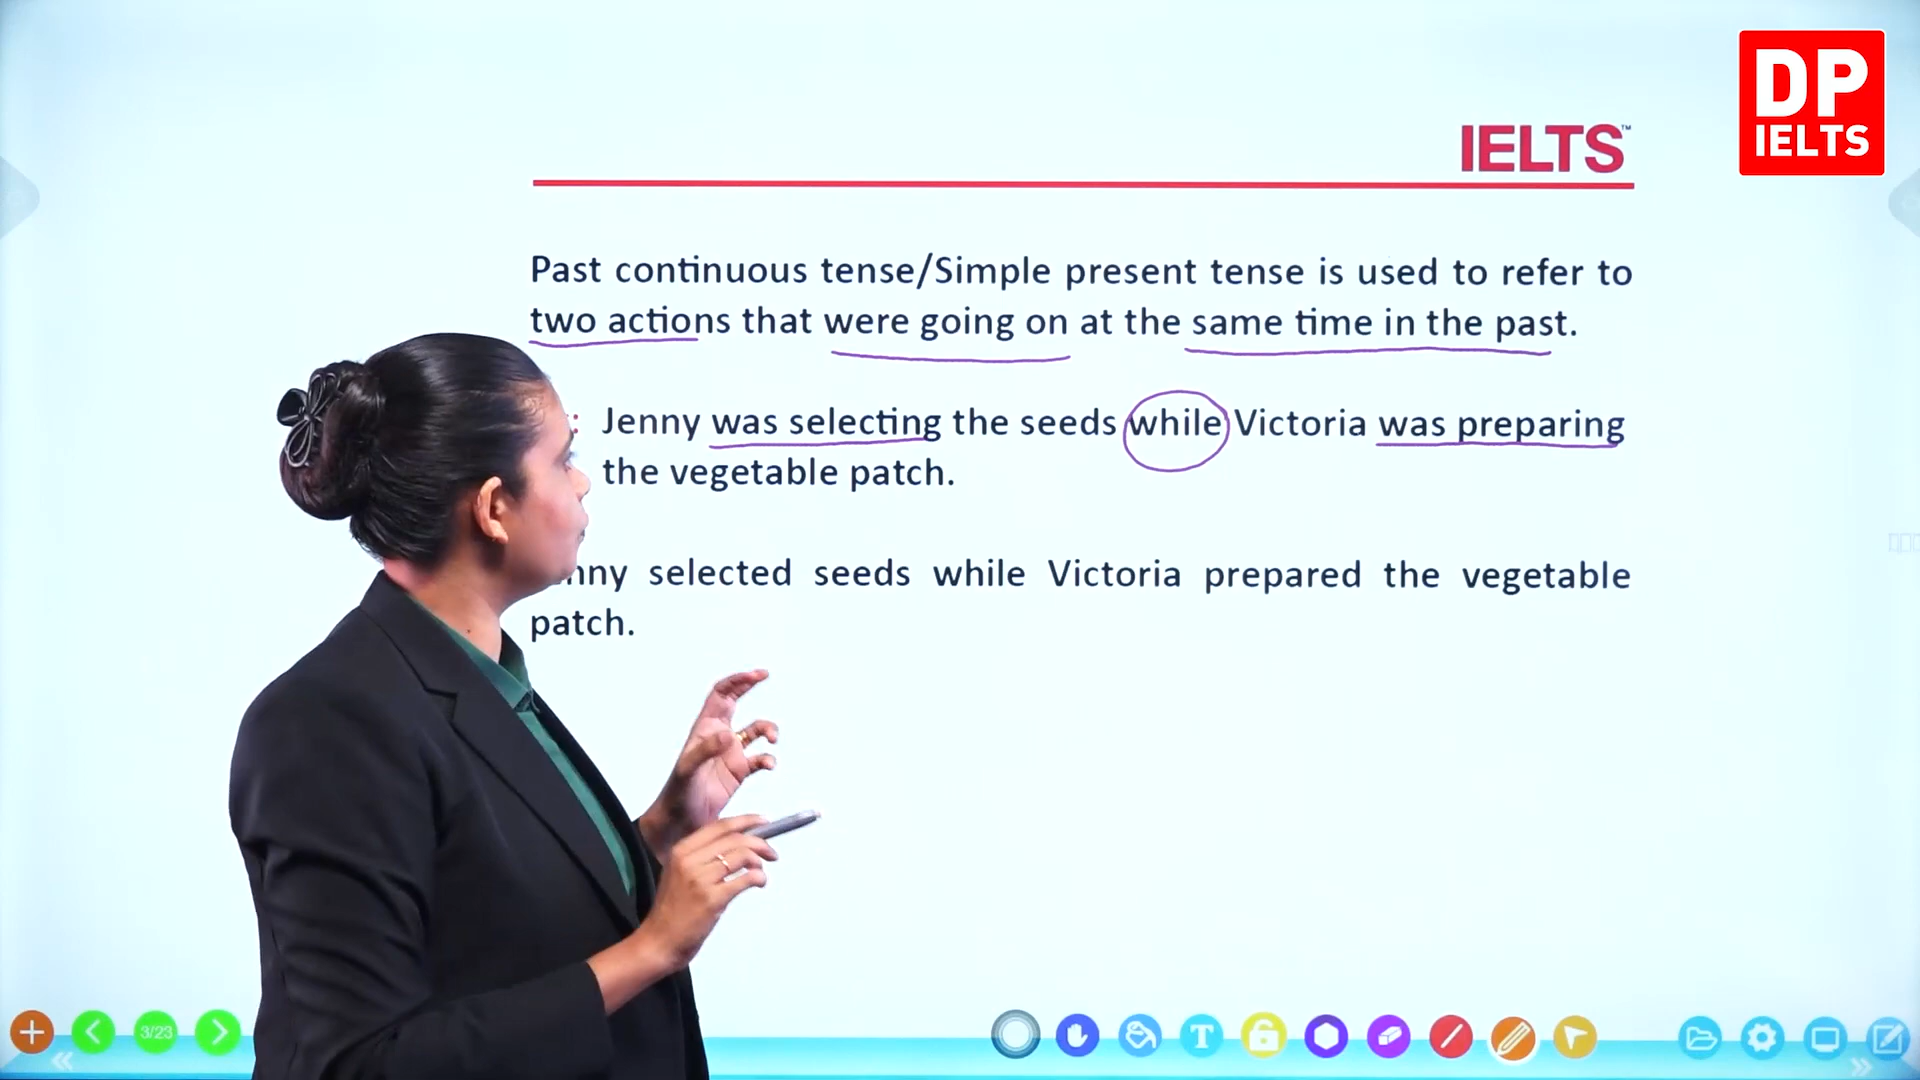 DP
IELTS
IELTS™
Past continuous tense/Simple present tense is used to refer to
two actions that were going on at the same time in the past.
: Jenny was selecting the seeds while Victoria was preparing
the vegetable patch.
nny selected seeds while Victoria prepared the vegetable
patch.
3/23
T